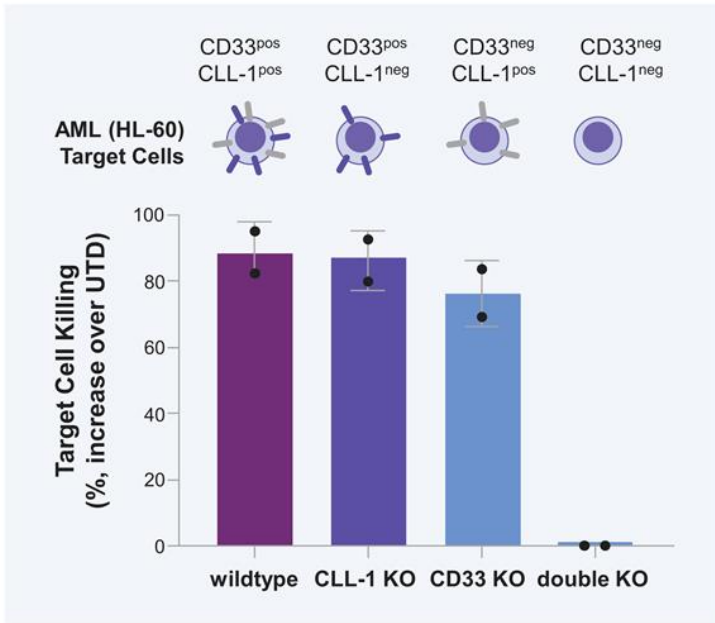 CD33pos CD33pos CD33neg CD33neg
CLL-1pos CLL-1neg CLL-1pos CLL-1neg
AML (HL-60)
Target Cells
Target Cell Killing
(%, increase over UTD)
100
80
60
40
20
0
wildtype CLL-1 KO CD33 KO double KO